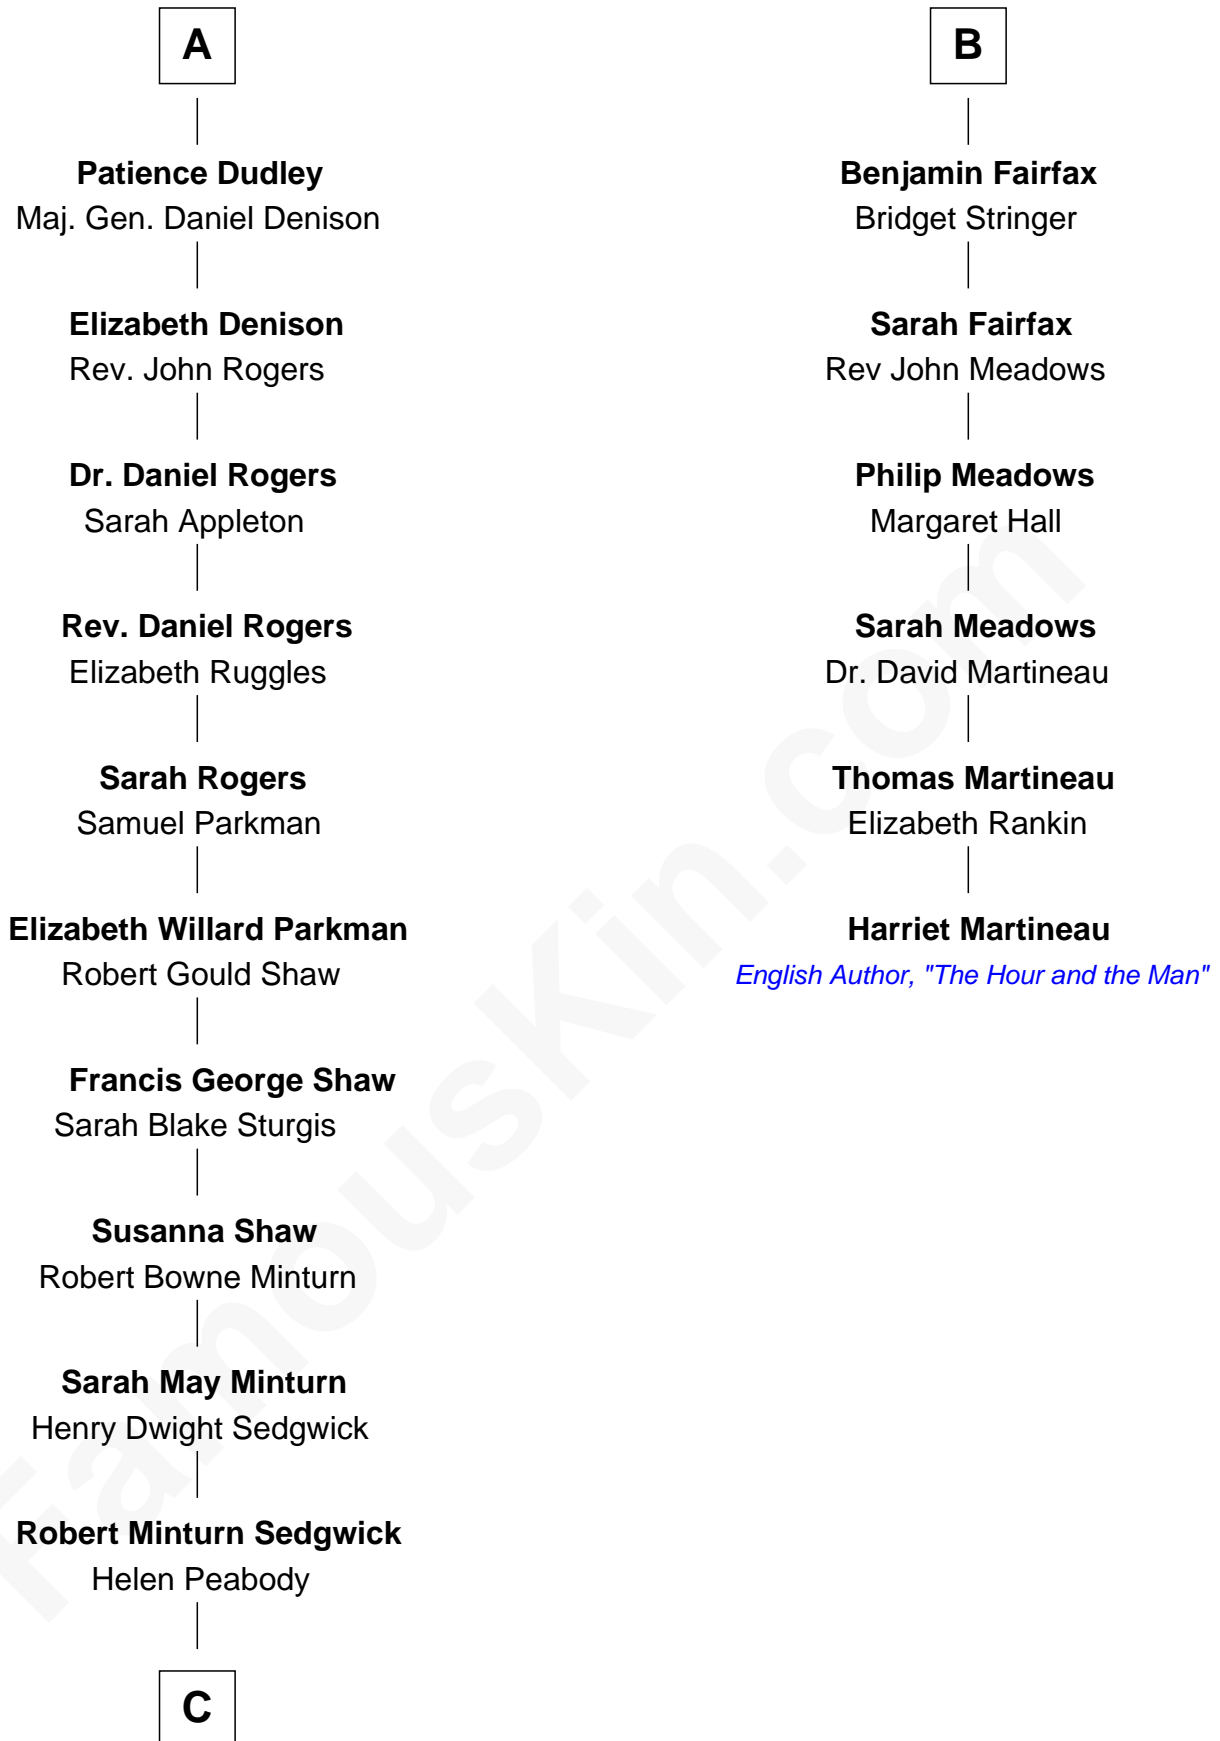 A
Patience Dudley
Maj. Gen. Daniel Denison
Elizabeth Denison
Rev. John Rogers
Dr. Daniel Rogers
Sarah Appleton
Rev. Daniel Rogers
Elizabeth Ruggles
Sarah Rogers
Samuel Parkman
Elizabeth Willard Parkman
Robert Gould Shaw
Francis George Shaw
Sarah Blake Sturgis
Susanna Shaw
Robert Bowne Minturn
Sarah May Minturn
Henry Dwight Sedgwick
Robert Minturn Sedgwick
Helen Peabody
C
B
Benjamin Fairfax
Bridget Stringer
Sarah Fairfax
Rev John Meadows
Philip Meadows
Margaret Hall
Sarah Meadows
Dr. David Martineau
Thomas Martineau
Elizabeth Rankin
Harriet Martineau
English Author, "The Hour and the Man"
FamousKin.com